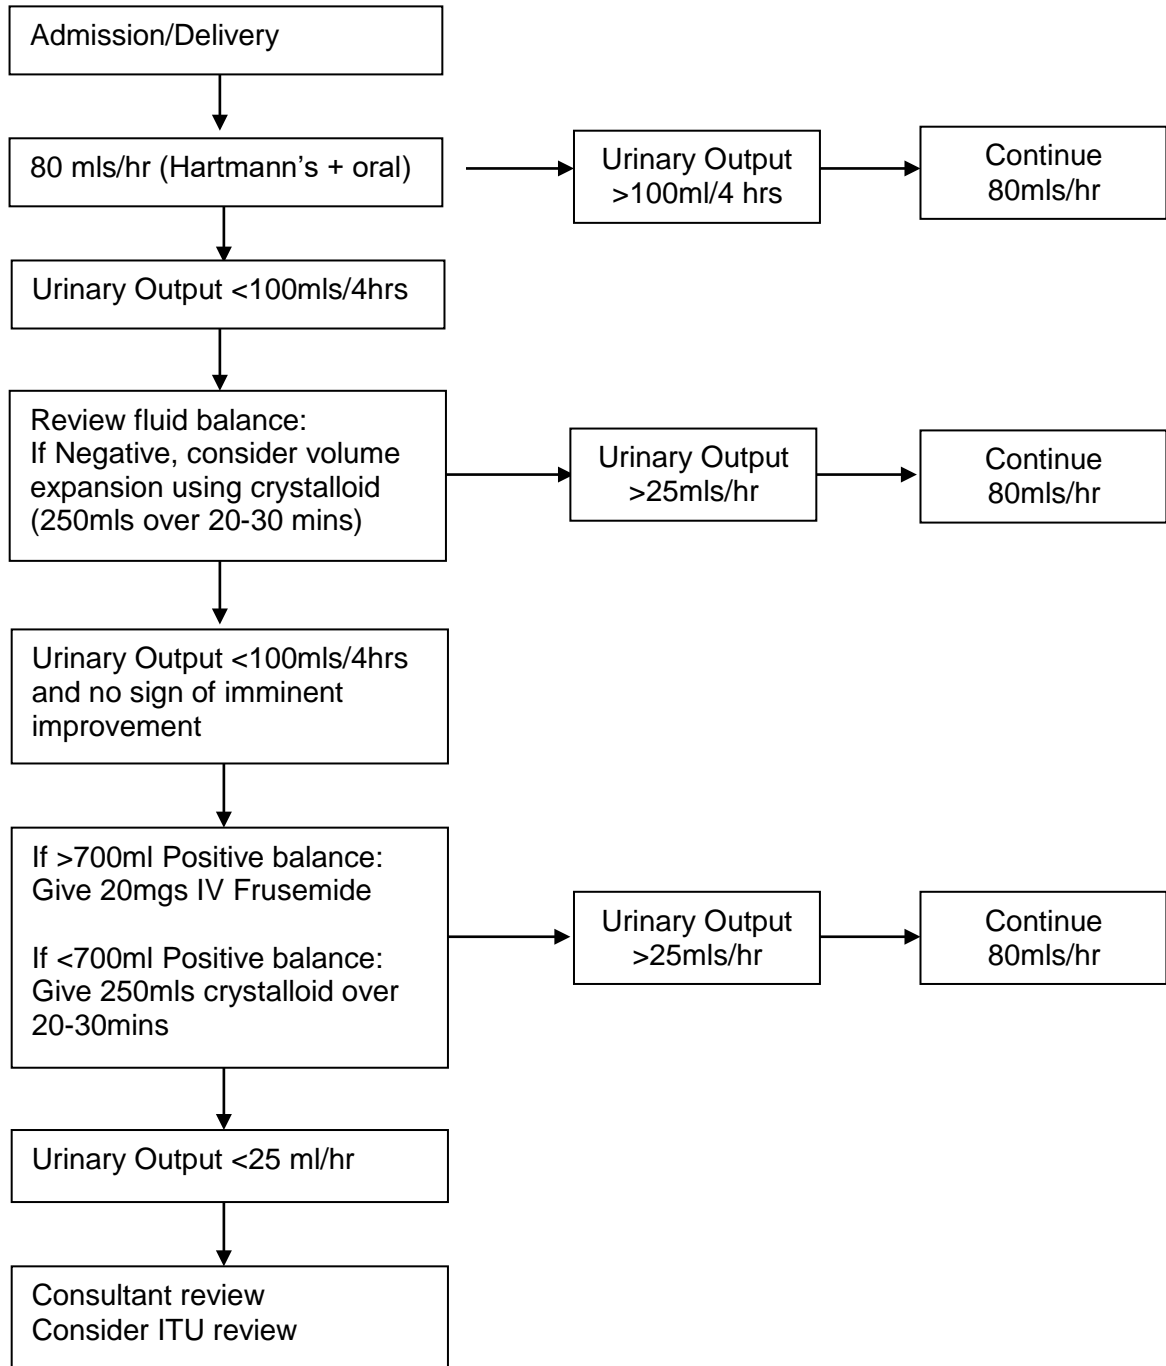 Admission/Delivery
80 mls/hr (Hartmann's + oral)
Urinary Output
>100ml/4 hrs
Continue
80mls/hr
Urinary Output <100mls/4hrs
Review fluid balance:
If Negative, consider volume
expansion using crystalloid
(250mls over 20-30 mins)
Urinary Output
>25mls/hr
Continue
80mls/hr
Urinary Output <100mls/4hrs
and no sign of imminent
improvement
If >700ml Positive balance:
Give 20mgs IV Frusemide
If <700ml Positive balance:
Give 250mls crystalloid over
20-30mins
Urinary Output
>25mls/hr
Continue
80mls/hr
Urinary Output <25 ml/hr
Consultant review
Consider ITU review